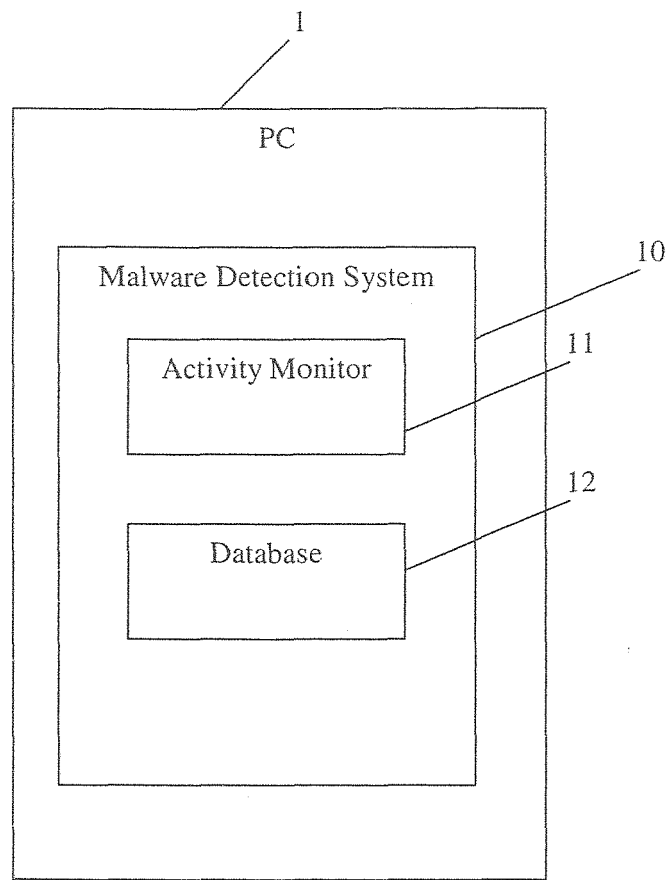 1
PC
Malware Detection System
10
Activity Monitor
11
12
Database